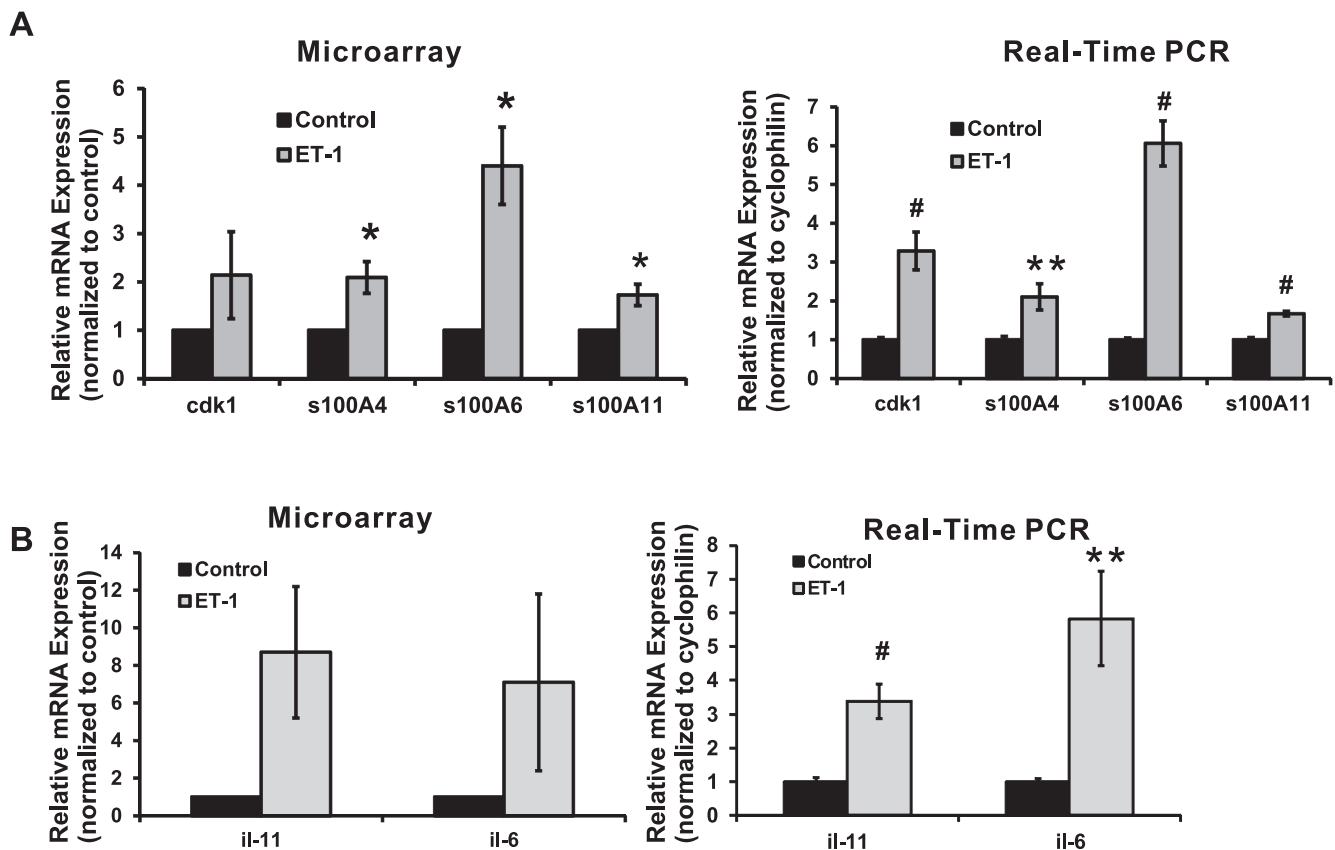 A
Microarray
Relative mRNA Expression
(normalized to control)
6
5
4
3
2
1
0
Control
ET-1
*
*
*
cdk1 s100A4 s100A6 s100A11
Real-Time PCR
Relative mRNA Expression
(normalized to cyclophilin)
7
6
5
4
3
2
1
0
Control
ET-1
#
**
#
#
cdk1 s100A4 s100A6 s100A11
B
Microarray
Relative mRNA Expression
(normalized to control)
14
12
10
8
6
4
2
0
Control
ET-1
il-11 il-6
Real-Time PCR
Relative mRNA Expression
(normalized to cyclophilin)
8
7
6
5
4
3
2
1
0
Control
ET-1
#
**
il-11 il-6